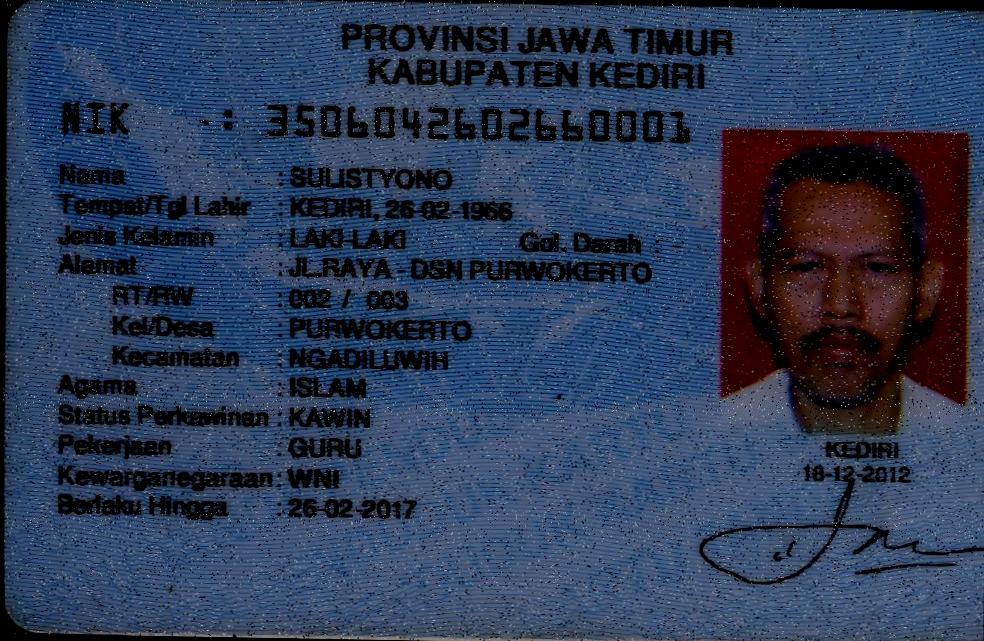 PROVINSI JAWA TIMUR
KABUPATEN KEDIRI
NIK : 3506042602660001
Nama : SULISTYONO
Tempat/Tgl Lahir : KEDIRI, 26-02-1966
Jenis Kelamin : LAKI-LAKI Gol. Darah : -
Alamat : JL.RAYA - DSN PURWOKERTO
RT/RW : 002 / 003
Kel/Desa : PURWOKERTO
Kecamatan : NGADILUWIH
Agama : ISLAM
Status Perkawinan : KAWIN
Pekerjaan : GURU
Kewarganegaraan : WNI
Berlaku Hingga : 26-02-2017
KEDIRI
18-12-2012